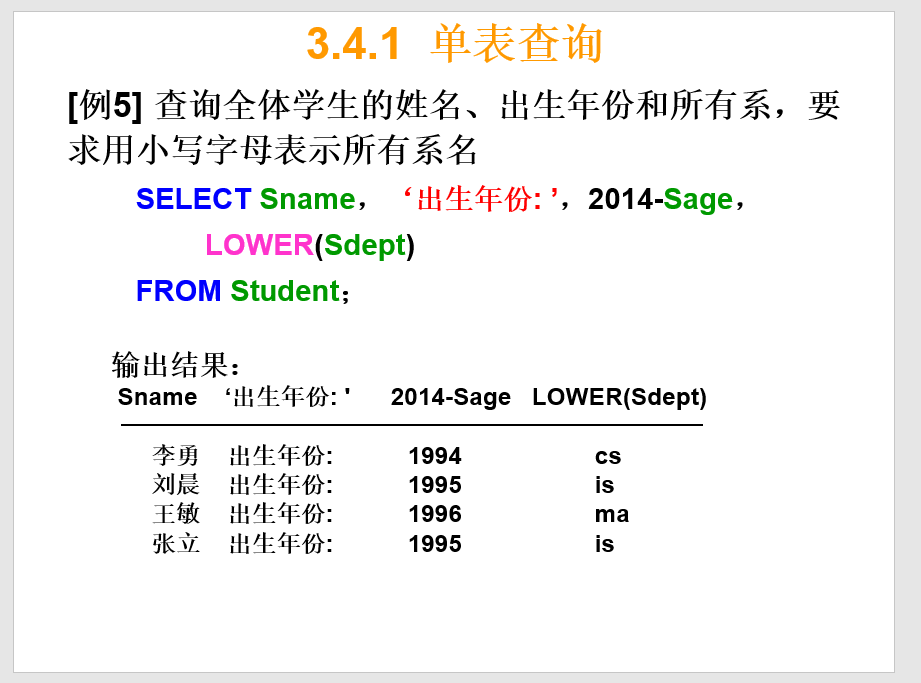 3.4.1 单表查询
[例5] 查询全体学生的姓名、出生年份和所有系，要
求用小写字母表示所有系名
SELECT Sname，‘出生年份: ’，2014-Sage，
LOWER(Sdept)
FROM Student；
输出结果：
Sname ‘出生年份: ' 2014-Sage LOWER(Sdept)
李勇 出生年份: 1994 cs
刘晨 出生年份: 1995 is
王敏 出生年份: 1996 ma
张立 出生年份: 1995 is